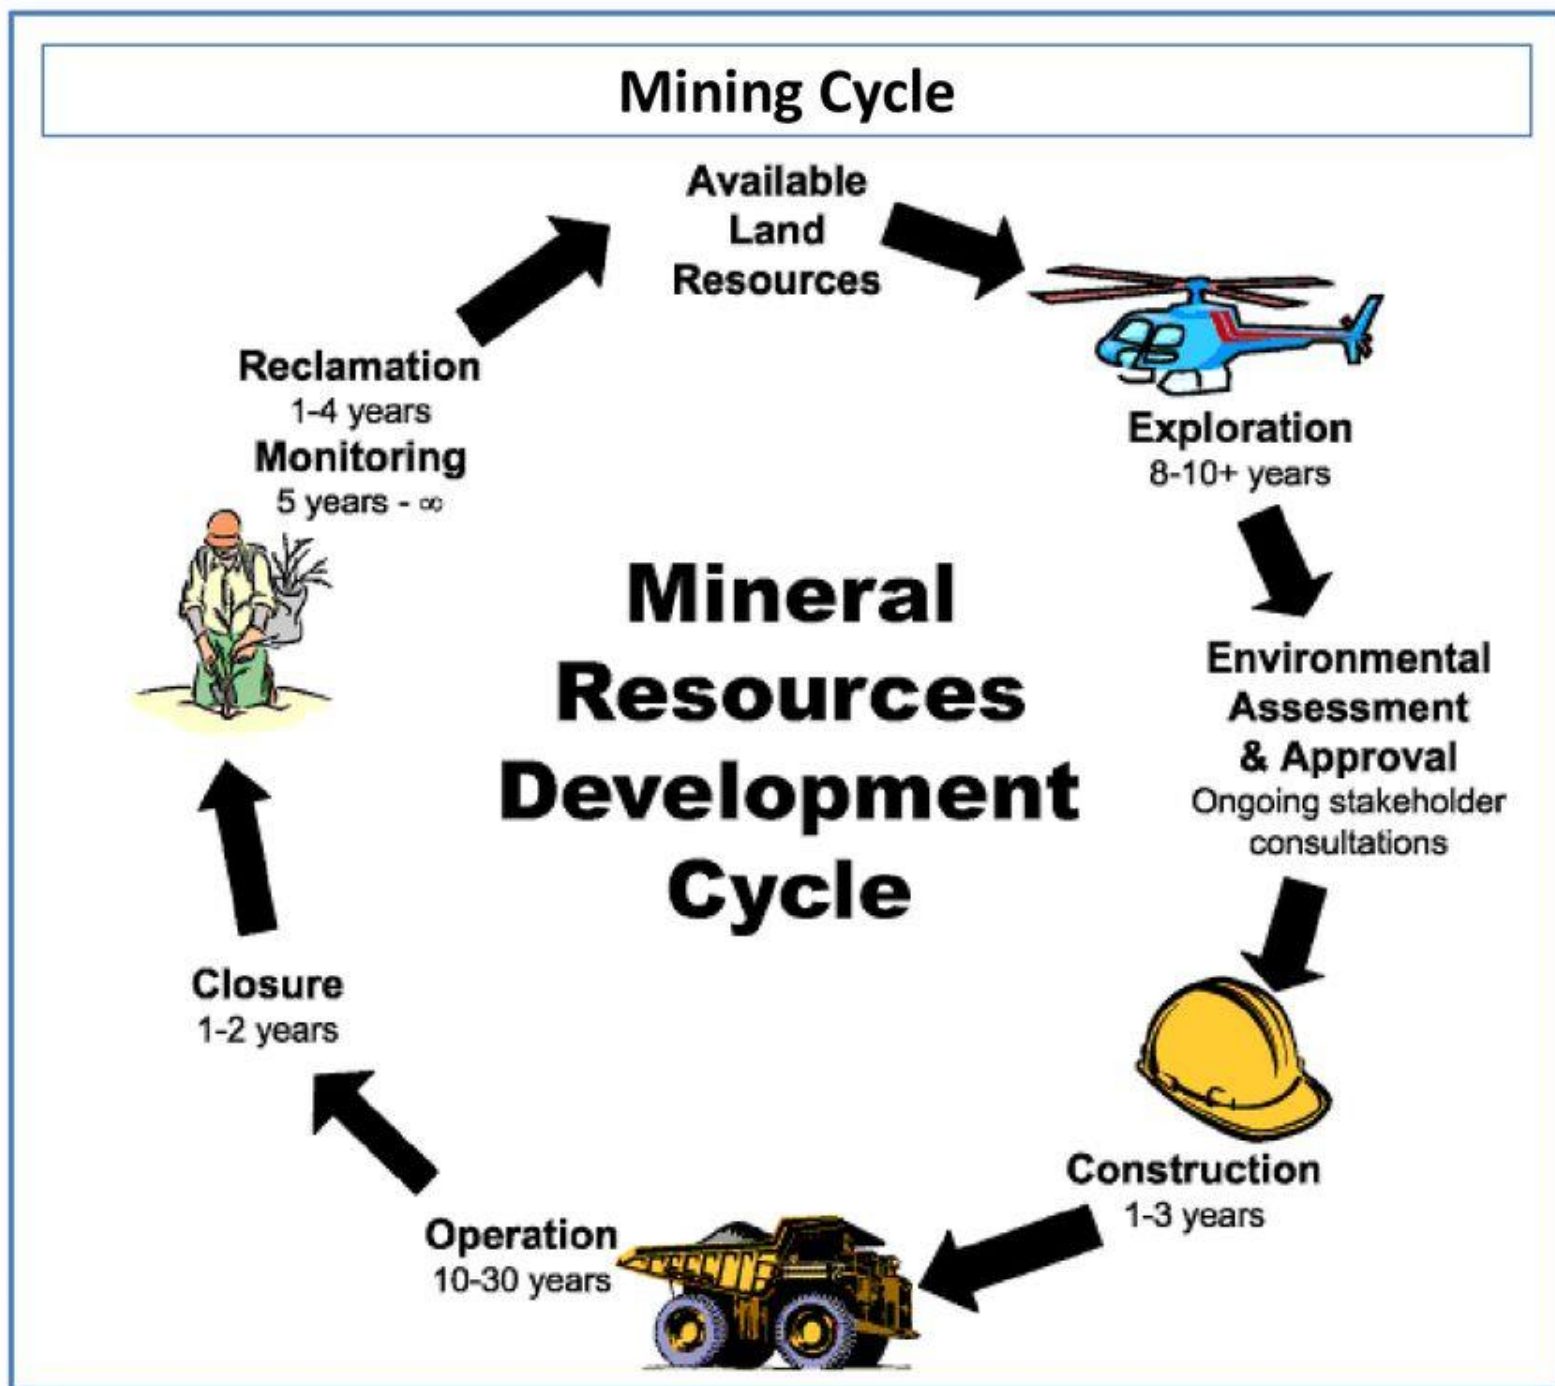 Mining Cycle
Available
Land
Resources
Exploration
8-10+ years
Environmental
Assessment
& Approval
Ongoing stakeholder
consultations
Construction
1-3 years
Operation
10-30 years
Closure
1-2 years
Reclamation
1-4 years
Monitoring
5 years - ∞
Mineral
Resources
Development
Cycle